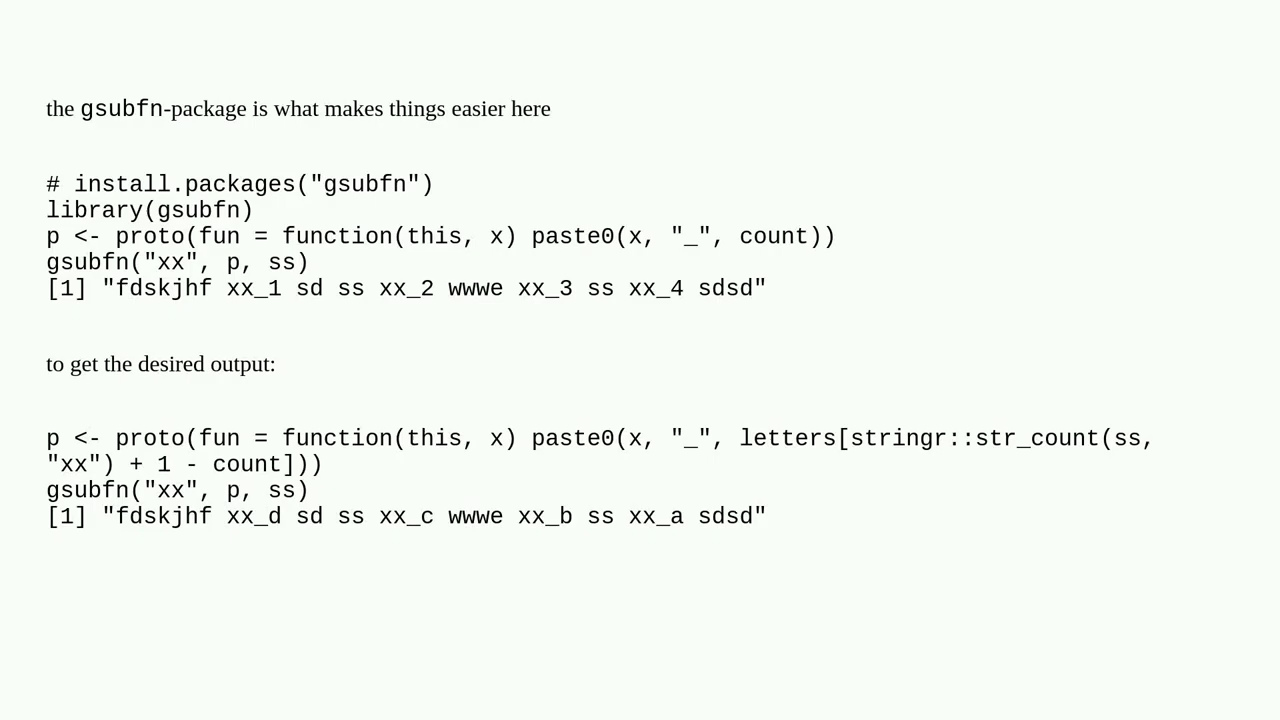 the gsubfn-package is what makes things easier here
# install.packages("gsubfn")
library(gsubfn)
p <- proto(fun = function(this, x) paste0(x, "_", count))
gsubfn("xx", p, ss)
[1] "fdskjhf xx_1 sd ss xx_2 wwwe xx_3 ss xx_4 sdsd"
to get the desired output:
p <- proto(fun = function(this, x) paste0(x, "_", letters[stringr::str_count(ss,
"xx") + 1 - count]))
gsubfn("xx", p, ss)
[1] "fdskjhf xx_d sd ss xx_c wwwe xx_b ss xx_a sdsd"